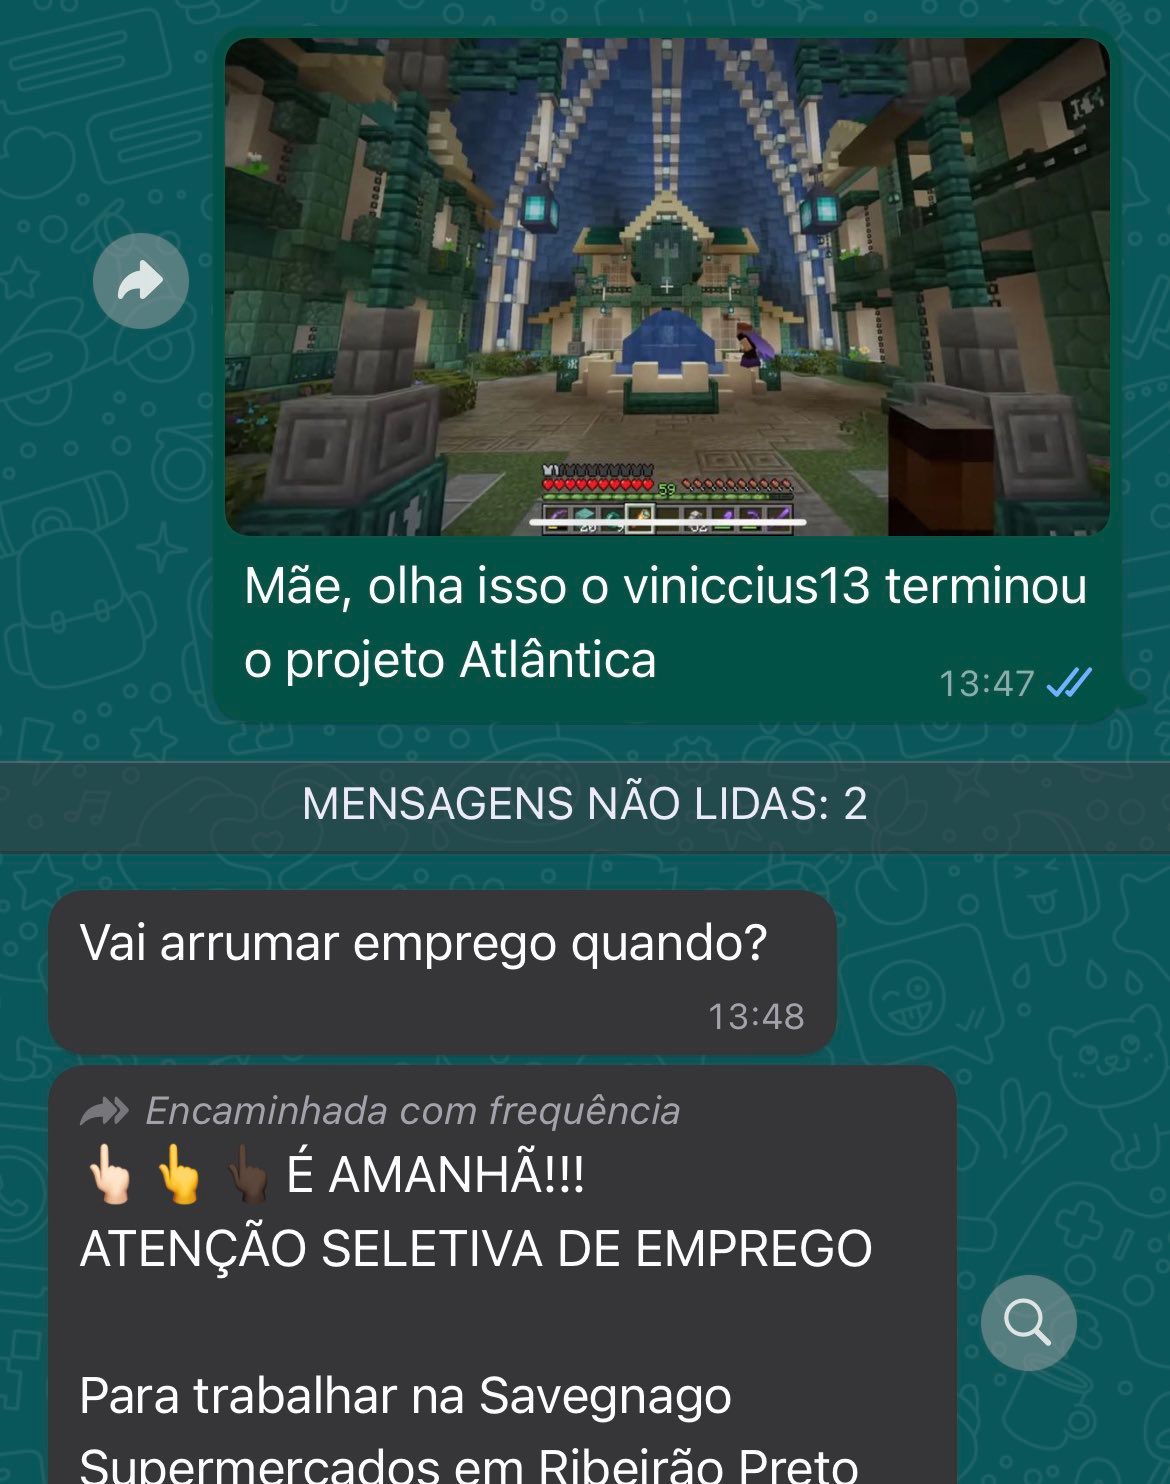 59
Mãe, olha isso o viniccius13 terminou
o projeto Atlântica
13:47
MENSAGENS NÃO LIDAS: 2
Vai arrumar emprego quando?
13:48
Encaminhada com frequência
👆🏻👆👆🏿 É AMANHÃ!!!
ATENÇÃO SELETIVA DE EMPREGO
Para trabalhar na Savegnago
Supermercados em Ribeirão Preto